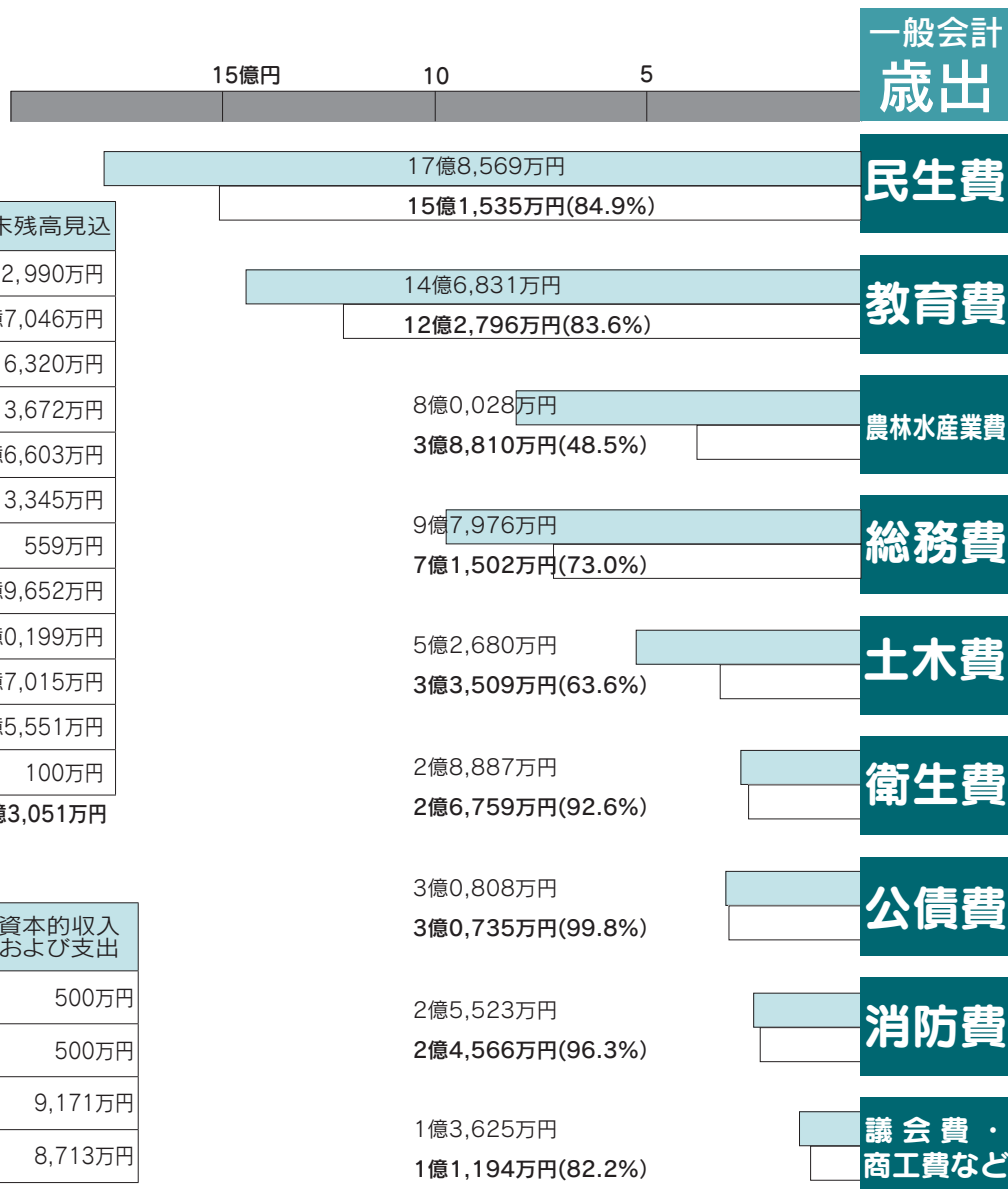 一般会計
歳出
15億円 10 5
民生費
17億8,569万円
15億1,535万円(84.9%)
教育費
14億6,831万円
12億2,796万円(83.6%)
農林水産業費
8億0,028万円
3億8,810万円(48.5%)
総務費
9億7,976万円
7億1,502万円(73.0%)
土木費
5億2,680万円
3億3,509万円(63.6%)
衛生費
2億8,887万円
2億6,759万円(92.6%)
公債費
3億0,808万円
3億0,735万円(99.8%)
消防費
2億5,523万円
2億4,566万円(96.3%)
議会費・
商工費など
1億3,625万円
1億1,194万円(82.2%)
末残高見込
2,990万円
億7,046万円
6,320万円
3,672万円
億6,603万円
3,345万円
559万円
億9,652万円
億0,199万円
億7,015万円
億5,551万円
100万円
億3,051万円
資本的収入
および支出
500万円
500万円
9,171万円
8,713万円